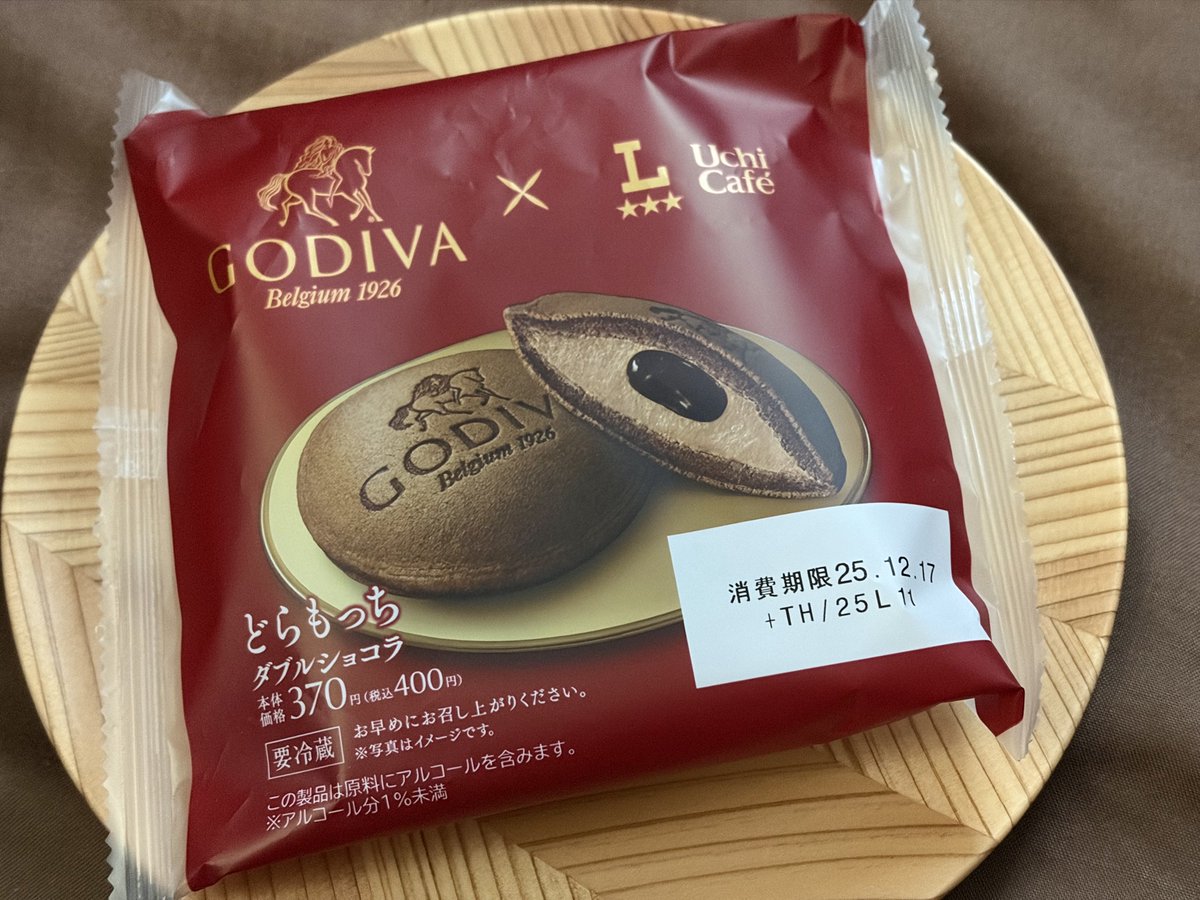 GODIVA
Belgium 1926
×
L
Uchi
Café
GODIV
Belgium 1926
消費期限25.12.17
+TH/25L 11
どらもっち
ダブルショコラ
本体価格370円(税込400円)
要冷蔵
お早めにお召し上がりください。
※写真はイメージです。
この製品は原料にアルコールを含みます。
※アルコール分1%未満